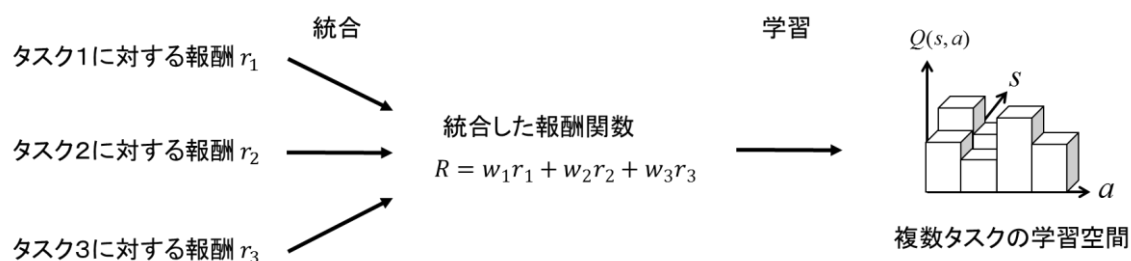 統合
学習
タスク1に対する報酬 r₁
タスク2に対する報酬 r₂
タスク3に対する報酬 r₃
統合した報酬関数
R = w₁r₁ + w₂r₂ + w₃r₃
Q(s, a)
s
a
複数タスクの学習空間